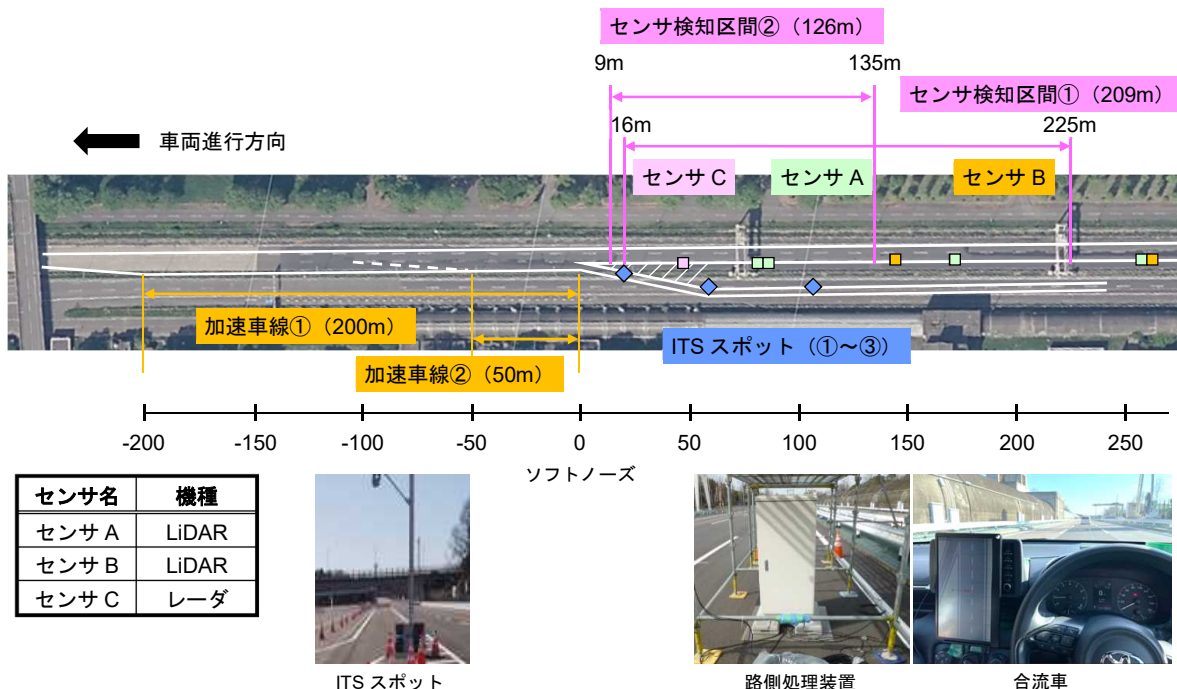 センサ検知区間②（126m）
9m
135m
センサ検知区間①（209m）
16m
225m
車両進行方向
センサ C
センサ A
センサ B
加速車線①（200m）
ITS スポット（①～③）
加速車線②（50m）
-200
-150
-100
-50
0
50
100
150
200
250
ソフトノーズ
センサ名
機種
センサ A
LiDAR
センサ B
LiDAR
センサ C
レーダ
ITS スポット
路側処理装置
合流車